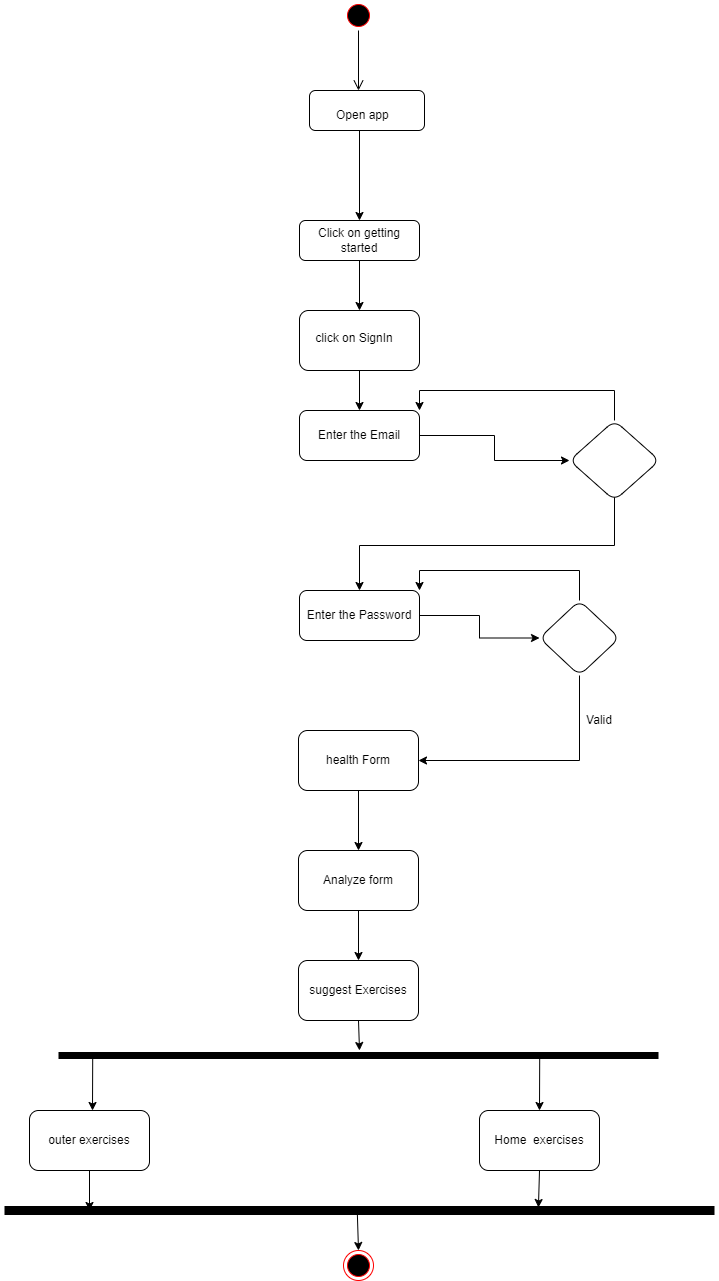 Open app
Click on getting
started
click on SignIn
Enter the Email
Enter the Password
Valid
health Form
Analyze form
suggest Exercises
outer exercises
Home  exercises